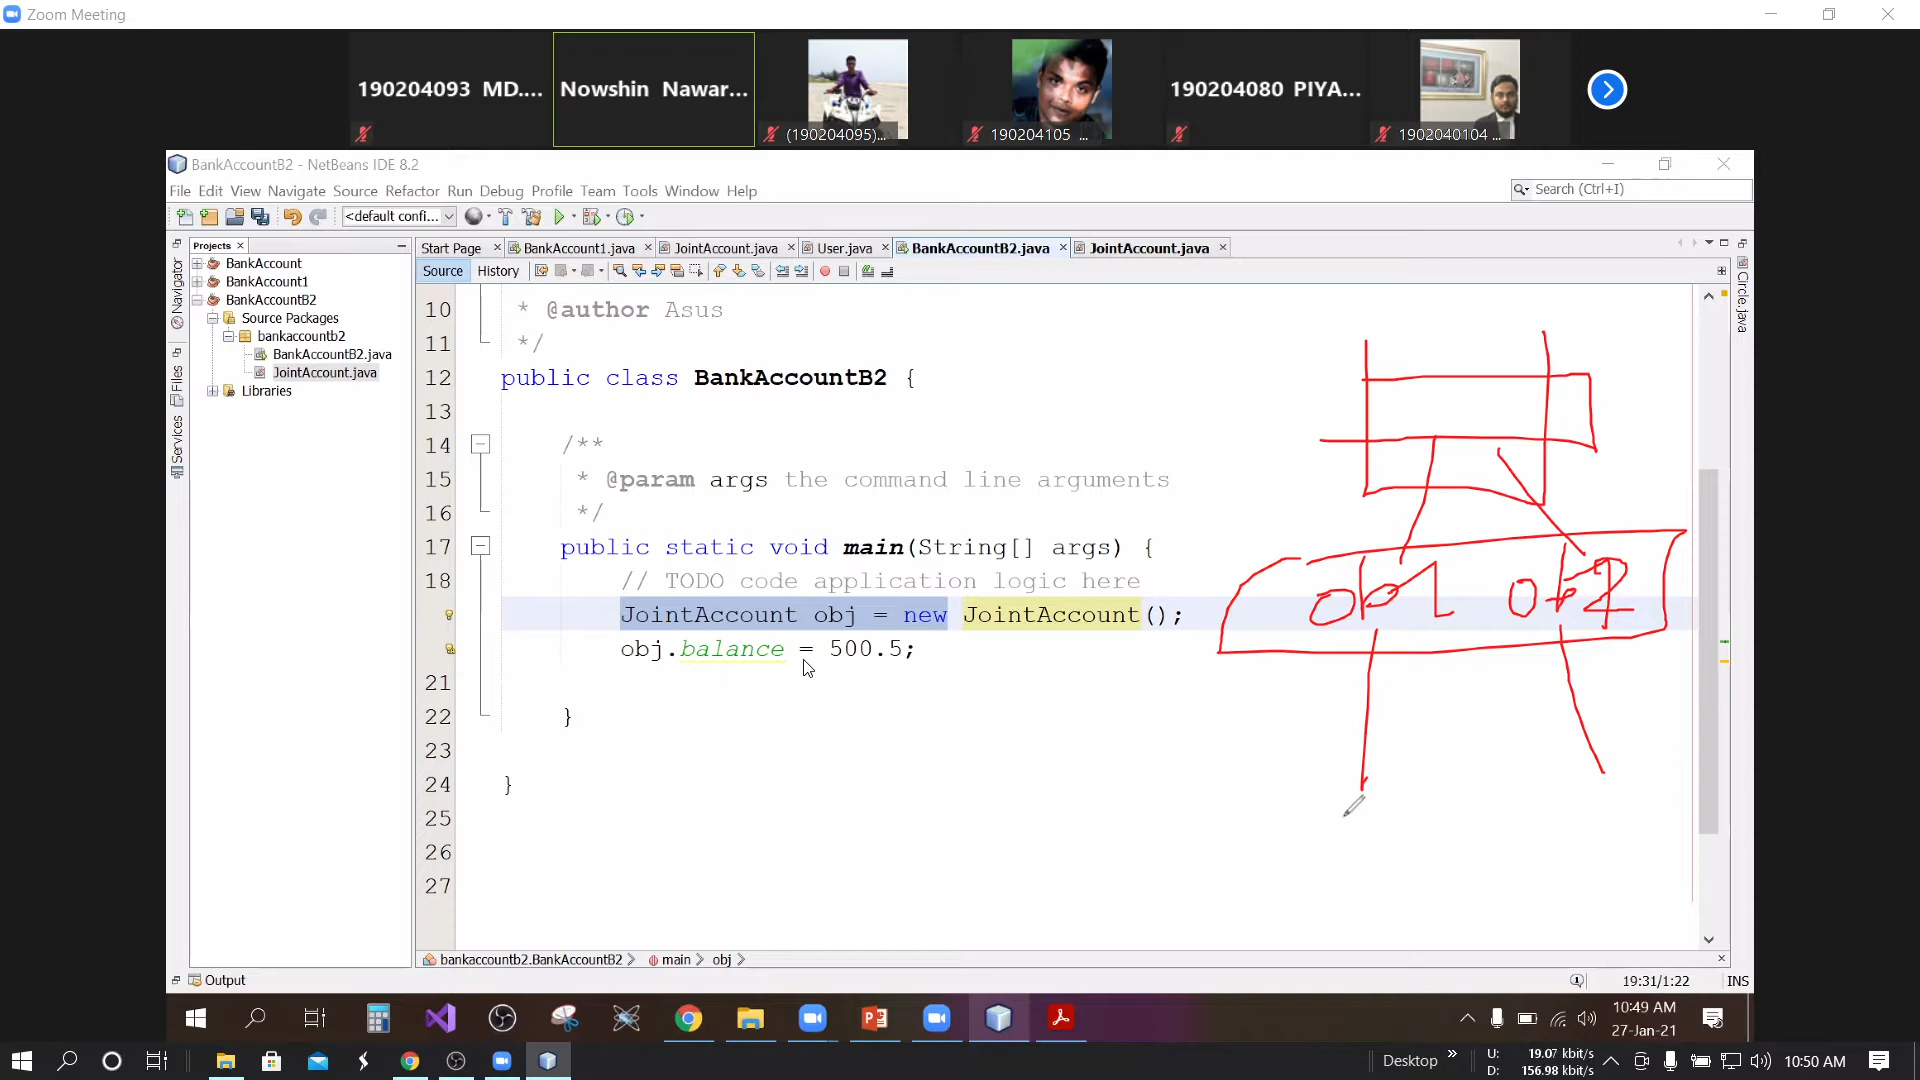 Zoom Meeting
190204093 MD....
Nowshin Nawar...
(190204095)...
190204105 ...
190204080 PIYA...
1902040104 ...
BankAccountB2 - NetBeans IDE 8.2
File Edit View Navigate Source Refactor Run Debug Profile Team Tools Window Help
Search (Ctrl+I)
<default confi...
Projects
Start Page
BankAccount1.java
JointAccount.java
User.java
BankAccountB2.java
JointAccount.java
Source
History
Navigator
Files
Services
Circle.java
BankAccount
BankAccount1
BankAccountB2
Source Packages
bankaccountb2
BankAccountB2.java
JointAccount.java
Libraries
10 * @author Asus
11 */
12 public class BankAccountB2 {
13
14 /**
15 * @param args the command line arguments
16 */
17 public static void main(String[] args) {
18 // TODO code application logic here
JointAccount obj = new JointAccount();
obj.balance = 500.5;
21
22 }
23
24 }
25
26
27
ob1 ob2
bankaccountb2.BankAccountB2
main
obj
Output
19:31/1:22 INS
10:49 AM
27-Jan-21
Desktop
U: 19.07 kbit/s
D: 156.98 kbit/s
10:50 AM